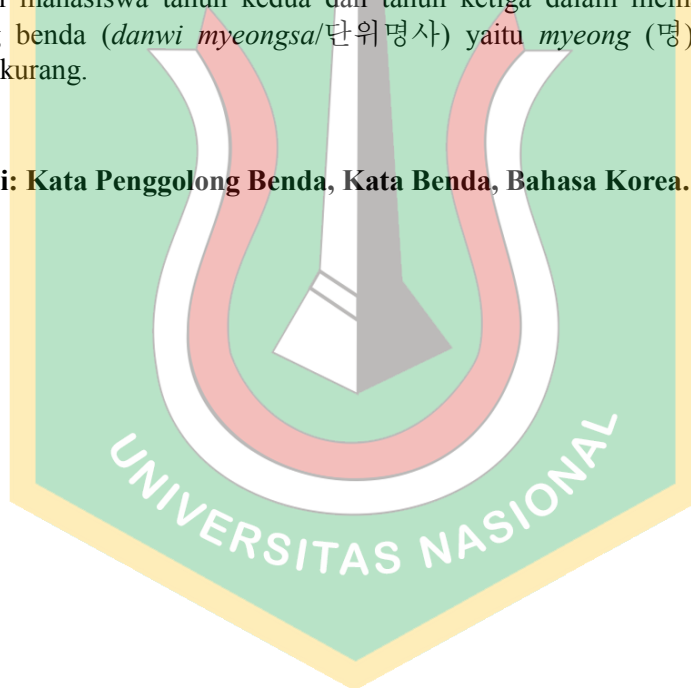 mahasiswa tahun kedua dan tahun ketiga dalam
benda (danwi myeongsa/단위명사) yaitu myeong (명)
kurang.
i: Kata Penggolong Benda, Kata Benda, Bahasa Korea.
UNIVERSITAS NASIONAL